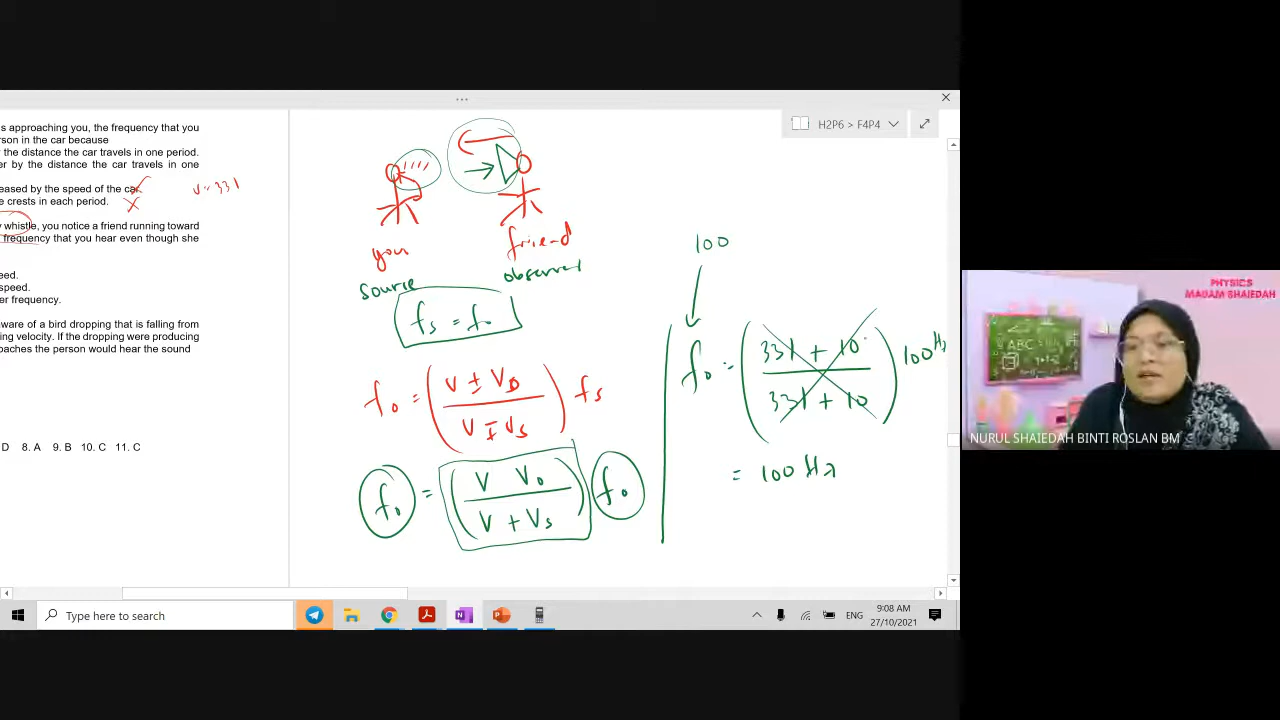 H2P6 > F4P4
s approaching you, the frequency that you
rson in the car because
the distance the car travels in one period.
er by the distance the car travels in one
eased by the speed of the car
e crests in each period.
v = 331
whistle, you notice a friend running toward
frequency that you hear even though she
eed.
speed.
er frequency.
ware of a bird dropping that is falling from
ing velocity. If the dropping were producing
oaches the person would hear the sound
D 8. A 9. B 10. C 11. C
you
friend
source
observer
fs = fo
fo = (V ± Vo / V ∓ Vs) fs
fo = (V Vo / V + Vs) fo
100
fo = (331 + 10 / 331 + 10) 100 Hz
= 100 Hz
PHYSICS
MADAM SHAIEDAH
ABC
NURUL SHAIEDAH BINTI ROSLAN BM
Type here to search
ENG
9:08 AM
27/10/2021